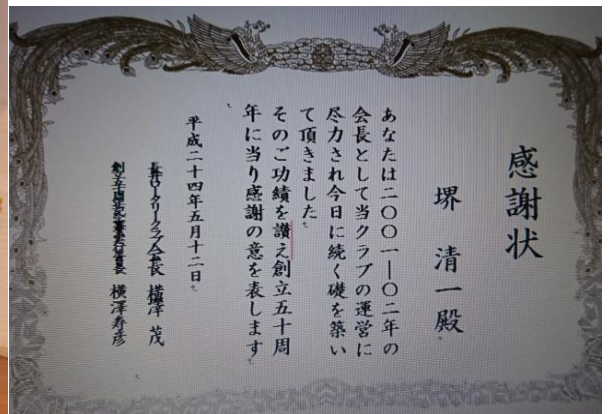 感謝状
堺 清一殿
あなたは二〇〇一―〇二年の
会長として当クラブの運営に
尽力され今日に続く礎を築い
て頂きました
そのご功績を讃え創立五十周
年に当り感謝の意を表します
平成二十四年五月十二日
長井ロータリークラブ会長 横澤 茂
横澤寿彦